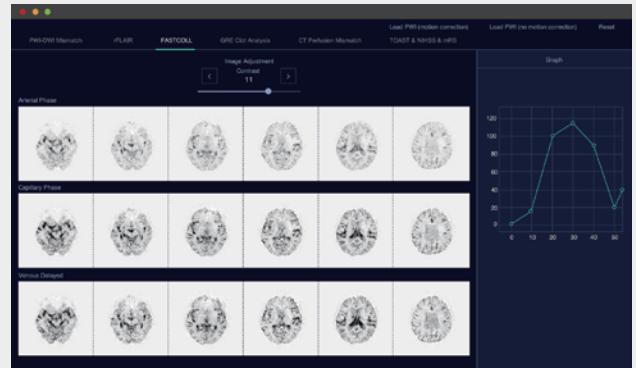 Load PWI (motion correction) Load PWI (no motion correction) Reset
PWI-DWI Mismatch rFLAIR FASTCOLL GRE Clot Analysis CT Perfusion Mismatch TOAST & NIHSS & mRS
Image Adjustment
Contrast
11
Graph
Arterial Phase
Capillary Phase
Venous Delayed
120
100
80
60
40
20
0
0 10 20 30 40 50